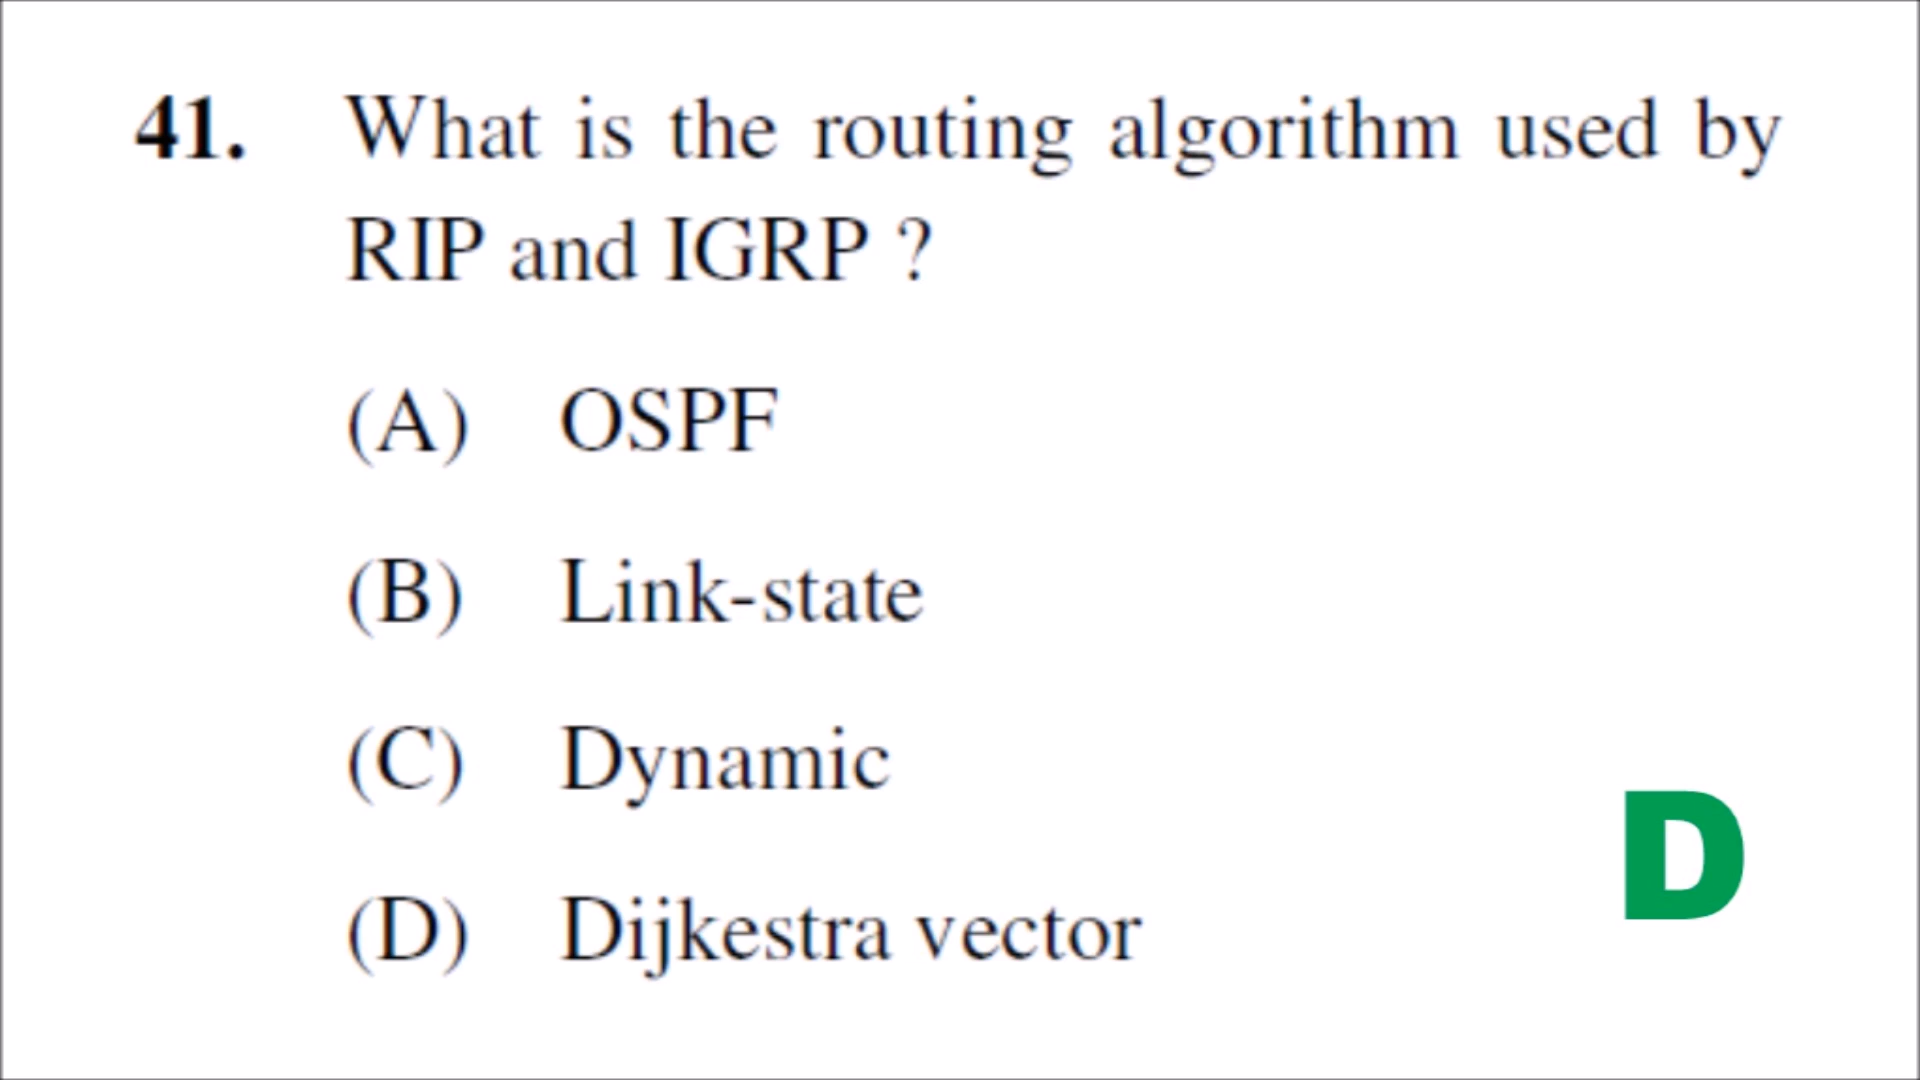 41. What is the routing algorithm used by
RIP and IGRP ?
(A) OSPF
(B) Link-state
(C) Dynamic
(D) Dijkestra vector
D